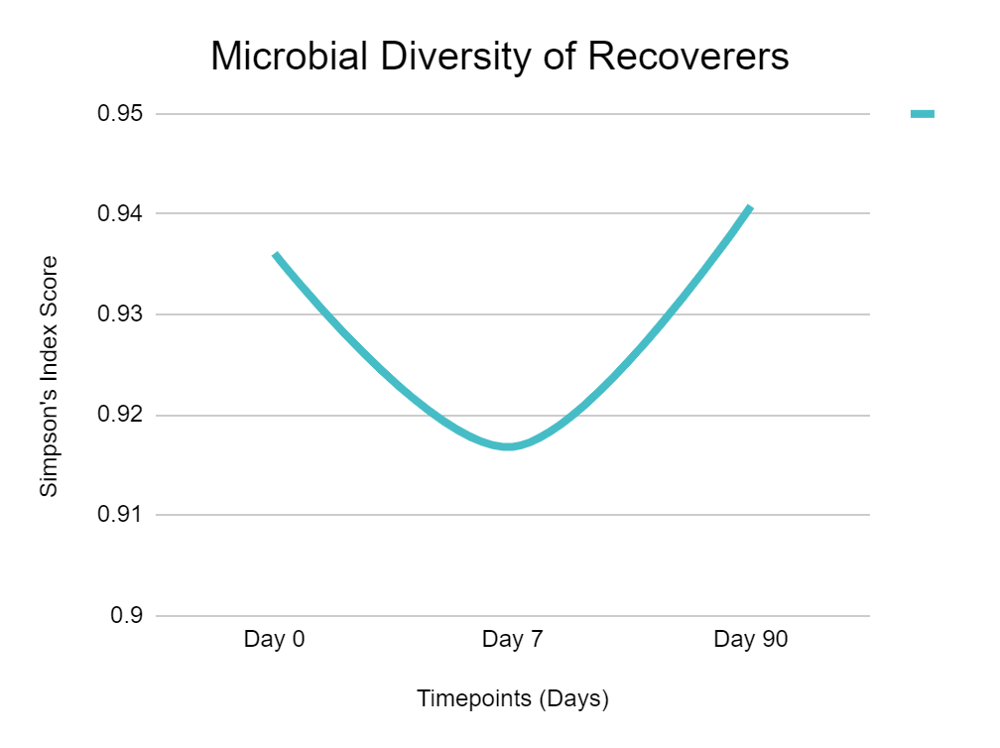 Microbial Diversity of Recoverers
0.95
0.94
0.93
0.92
0.91
0.9
Simpson's Index Score
Day 0
Day 7
Day 90
Timepoints (Days)